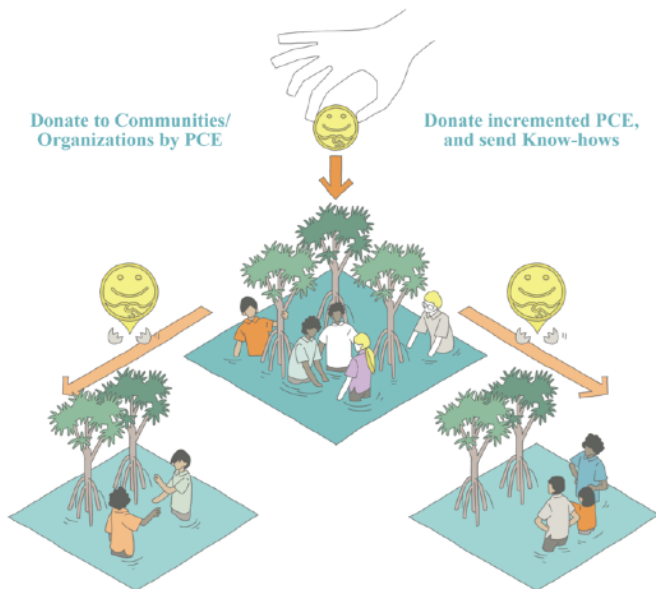 Donate to Communities/
Organizations by PCE
Donate incremented PCE,
and send Know-hows